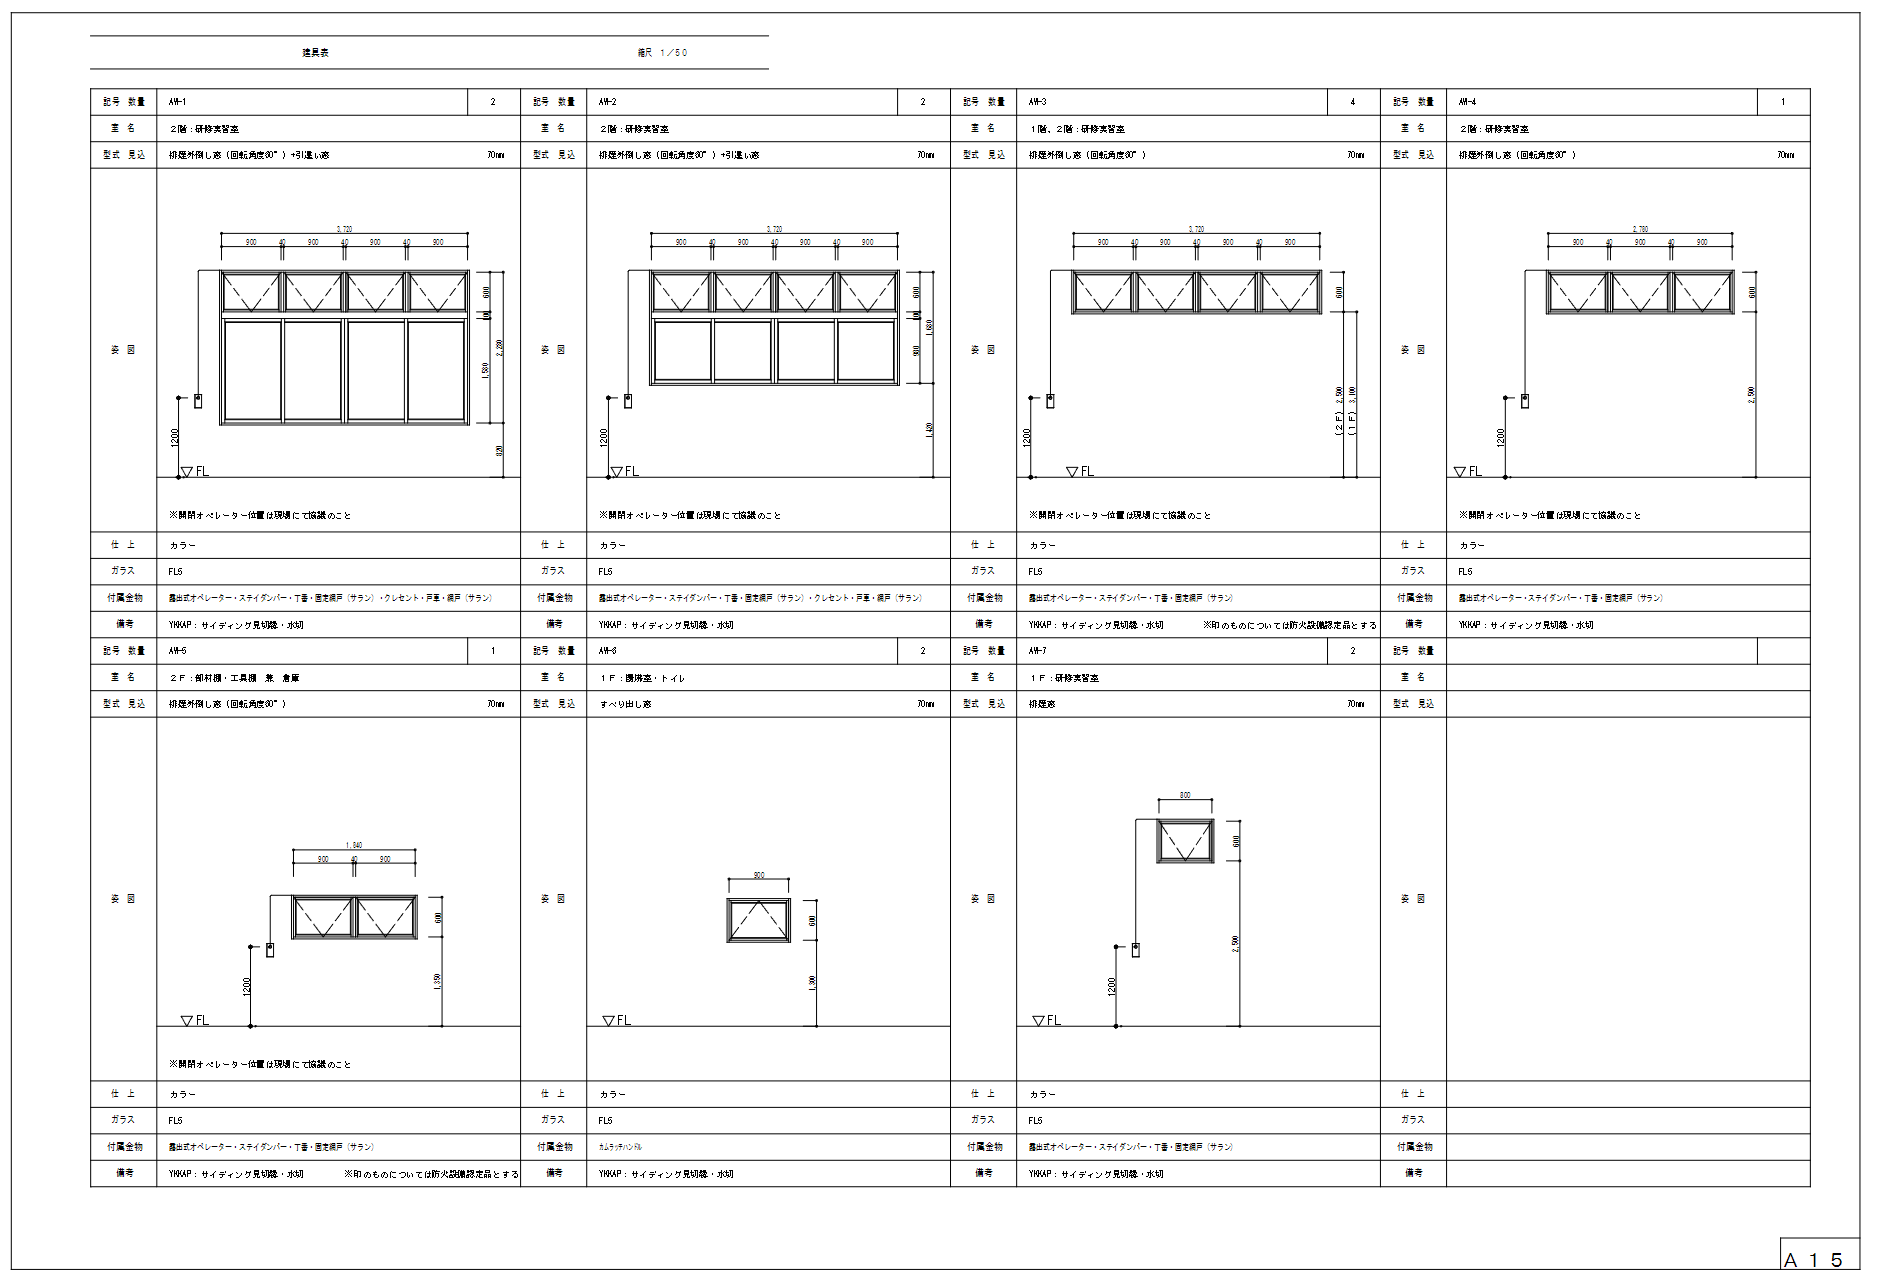 建具表 縮尺 1/50
記号 数量 AW-1 2
室名 2階:研修実習室
型式 見込 排煙外倒し窓(回転角度60°)+引違い窓 70mm
姿図
3,720
900 40 900 40 900 40 900
600
100
1,580
2,280
820
1200
▽FL
※開閉オペレーター位置は現場にて協議のこと
仕上 カラー
ガラス FL5
付属金物 露出式オペレーター・ステイダンパー・丁番・固定網戸(サラン)・クレセント・戸車・網戸(サラン)
備考 YKKAP:サイディング見切縁・水切
記号 数量 AW-2 2
室名 2階:研修実習室
型式 見込 排煙外倒し窓(回転角度60°)+引違い窓 70mm
姿図
3,720
900 40 900 40 900 40 900
600
100
900
1,680
1,420
1200
▽FL
※開閉オペレーター位置は現場にて協議のこと
仕上 カラー
ガラス FL5
付属金物 露出式オペレーター・ステイダンパー・丁番・固定網戸(サラン)・クレセント・戸車・網戸(サラン)
備考 YKKAP:サイディング見切縁・水切
記号 数量 AW-3 4
室名 1階、2階:研修実習室
型式 見込 排煙外倒し窓(回転角度60°) 70mm
姿図
3,720
900 40 900 40 900 40 900
600
(2F) 2,500
(1F) 3,100
1200
▽FL
※開閉オペレーター位置は現場にて協議のこと
仕上 カラー
ガラス FL5
付属金物 露出式オペレーター・ステイダンパー・丁番・固定網戸(サラン)
備考 YKKAP:サイディング見切縁・水切 ※印のものについては防火設備認定品とする
記号 数量 AW-4 1
室名 2階:研修実習室
型式 見込 排煙外倒し窓(回転角度60°) 70mm
姿図
2,780
900 40 900 40 900
600
2,500
1200
▽FL
※開閉オペレーター位置は現場にて協議のこと
仕上 カラー
ガラス FL5
付属金物 露出式オペレーター・ステイダンパー・丁番・固定網戸(サラン)
備考 YKKAP:サイディング見切縁・水切
記号 数量 AW-5 1
室名 2F:部材棚・工具棚 兼 倉庫
型式 見込 排煙外倒し窓(回転角度60°) 70mm
姿図
1,840
900 40 900
600
1,350
1200
▽FL
※開閉オペレーター位置は現場にて協議のこと
仕上 カラー
ガラス FL5
付属金物 露出式オペレーター・ステイダンパー・丁番・固定網戸(サラン)
備考 YKKAP:サイディング見切縁・水切 ※印のものについては防火設備認定品とする
記号 数量 AW-6 2
室名 1F:湯沸室・トイレ
型式 見込 すべり出し窓 70mm
姿図
900
600
1,300
▽FL
仕上 カラー
ガラス FL5
付属金物 カムラッチハンドル
備考 YKKAP:サイディング見切縁・水切
記号 数量 AW-7 2
室名 1F:研修実習室
型式 見込 排煙窓 70mm
姿図
800
600
2,500
1200
▽FL
仕上 カラー
ガラス FL5
付属金物 露出式オペレーター・ステイダンパー・丁番・固定網戸(サラン)
備考 YKKAP:サイディング見切縁・水切
記号 数量
室名
型式 見込
姿図
仕上
ガラス
付属金物
備考
A15